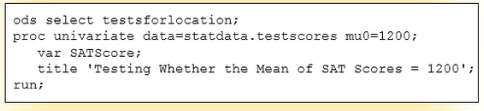 ods select testsforlocation;
proc univariate data=statdata.testscores mu0=1200;
   var SATScore;
   title 'Testing Whether the Mean of SAT Scores = 1200';
run;